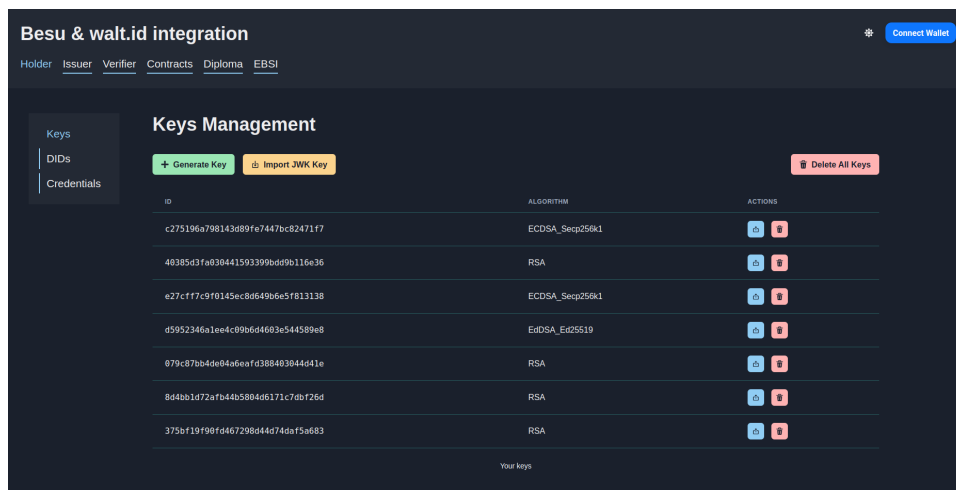 Besu & walt.id integration
Connect Wallet
Holder Issuer Verifier Contracts Diploma EBSI
Keys
DIDs
Credentials
Keys Management
Generate Key Import JWK Key Delete All Keys
ID ALGORITHM ACTIONS
c275196a798143d89fe7447bc82471f7 ECDSA_Secp256k1
40385d3fa030441593399bdd9b116e36 RSA
e27cff7c9f0145ec8d649b6e5f813138 ECDSA_Secp256k1
d5952346a1ee4c09b6d4603e544589e8 EdDSA_Ed25519
079c87bb4de04a6eafd388403044d41e RSA
8d4bb1d72afb44b5804d6171c7dbf26d RSA
375bf19f90fd467298d44d74daf5a683 RSA
Your keys